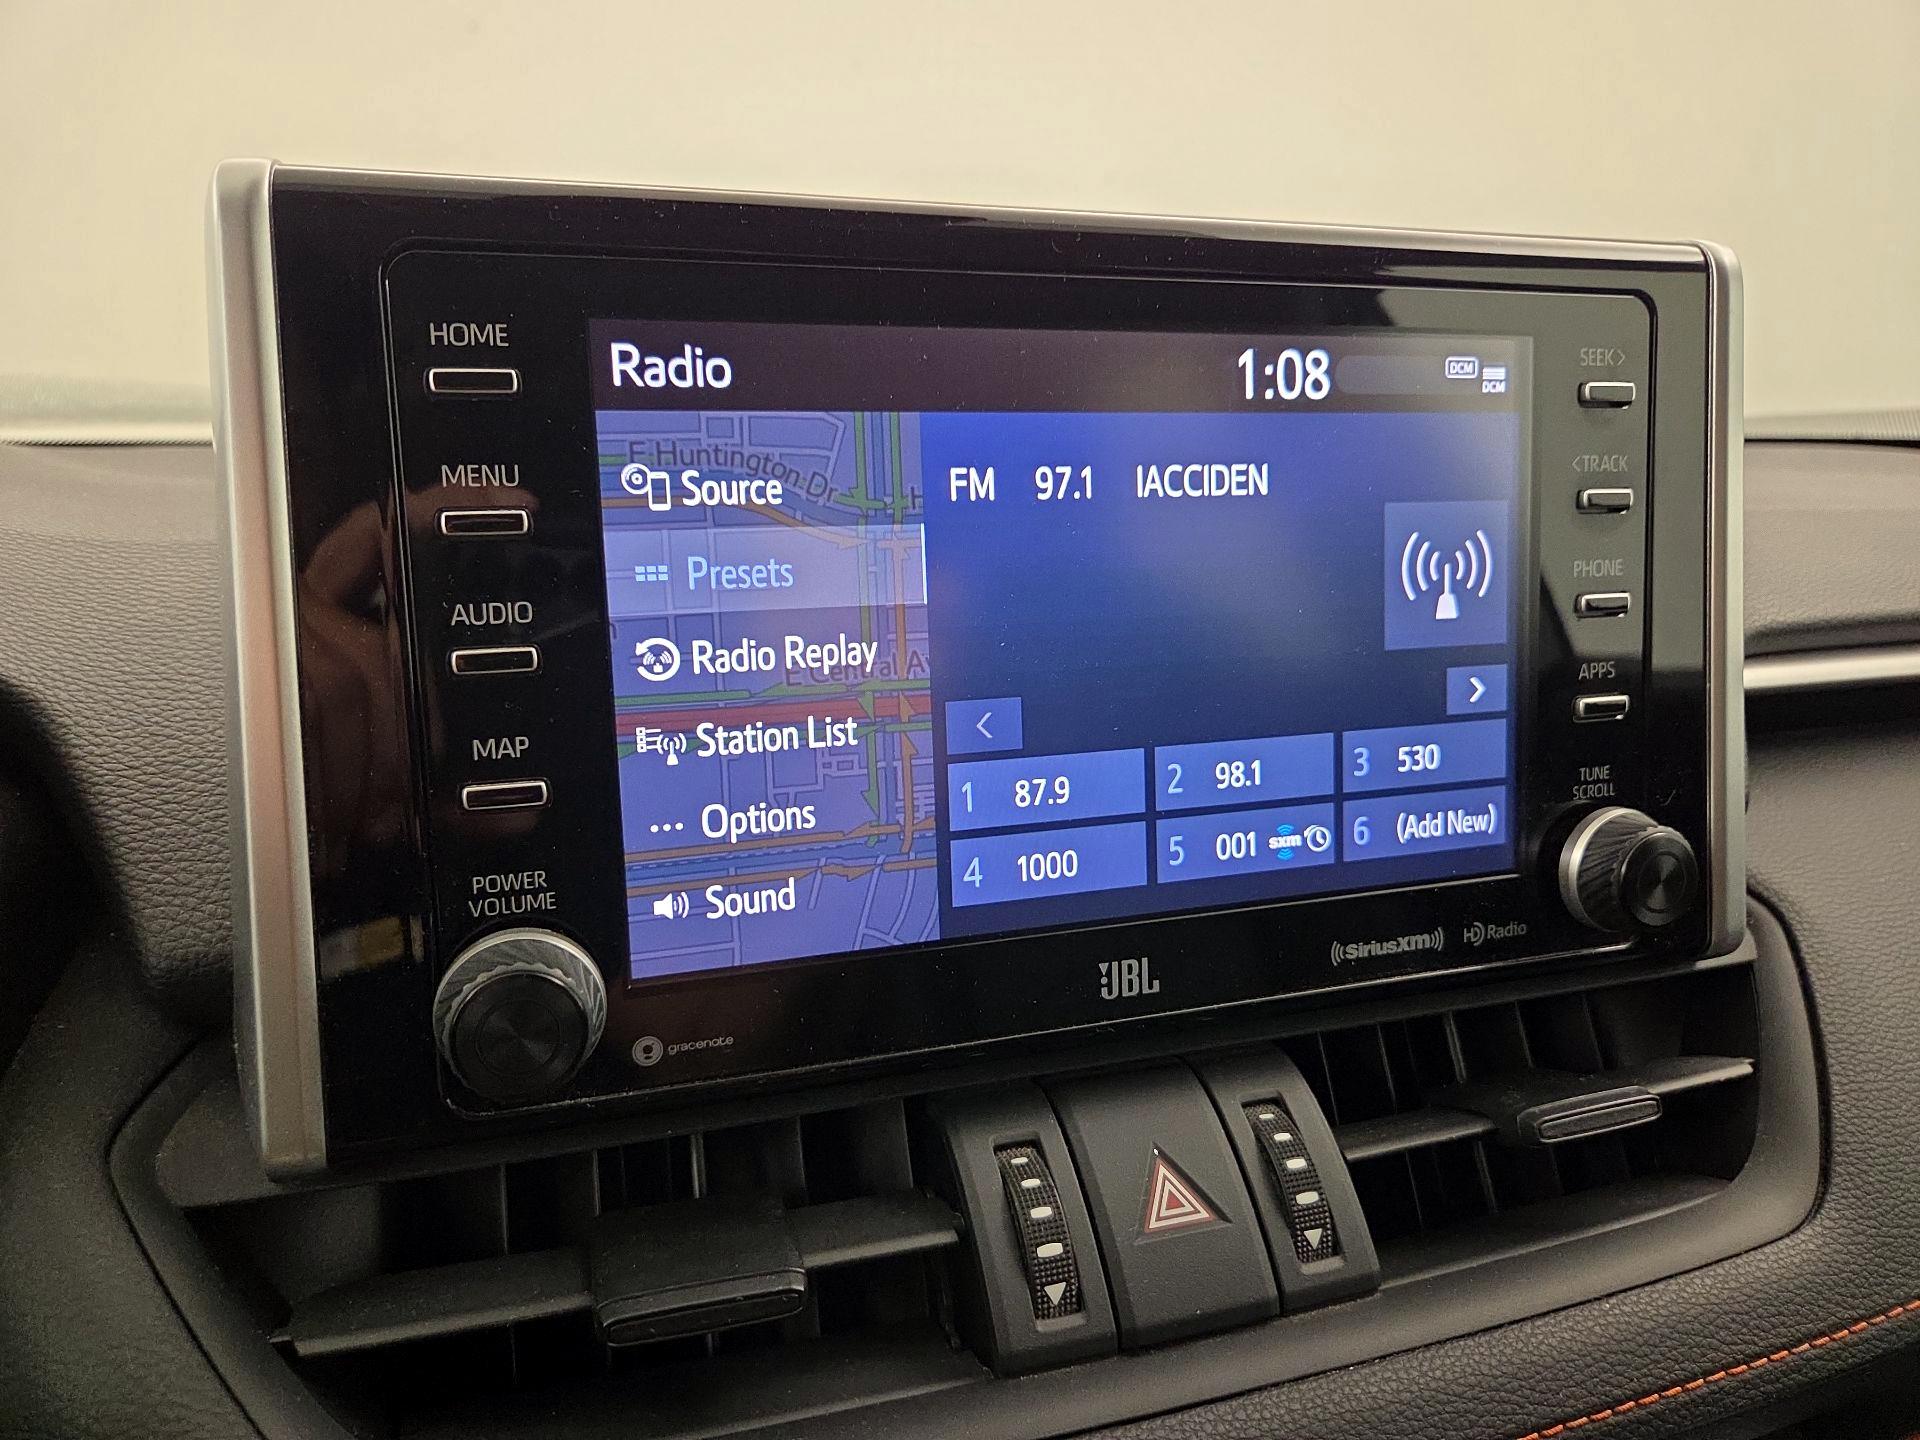 HOME
MENU
AUDIO
MAP
POWER
VOLUME
Radio
1:08
DCM
DCM
E Huntington Dr
Source
Presets
Radio Replay
E Central Av
Station List
Options
Sound
FM 97.1 IACCIDEN
<
>
1 87.9
2 98.1
3 530
4 1000
5 001 sxm
6 (Add New)
SEEK>
<TRACK
PHONE
APPS
TUNE
SCROLL
gracenote
JBL
((SiriusXM))
HD Radio